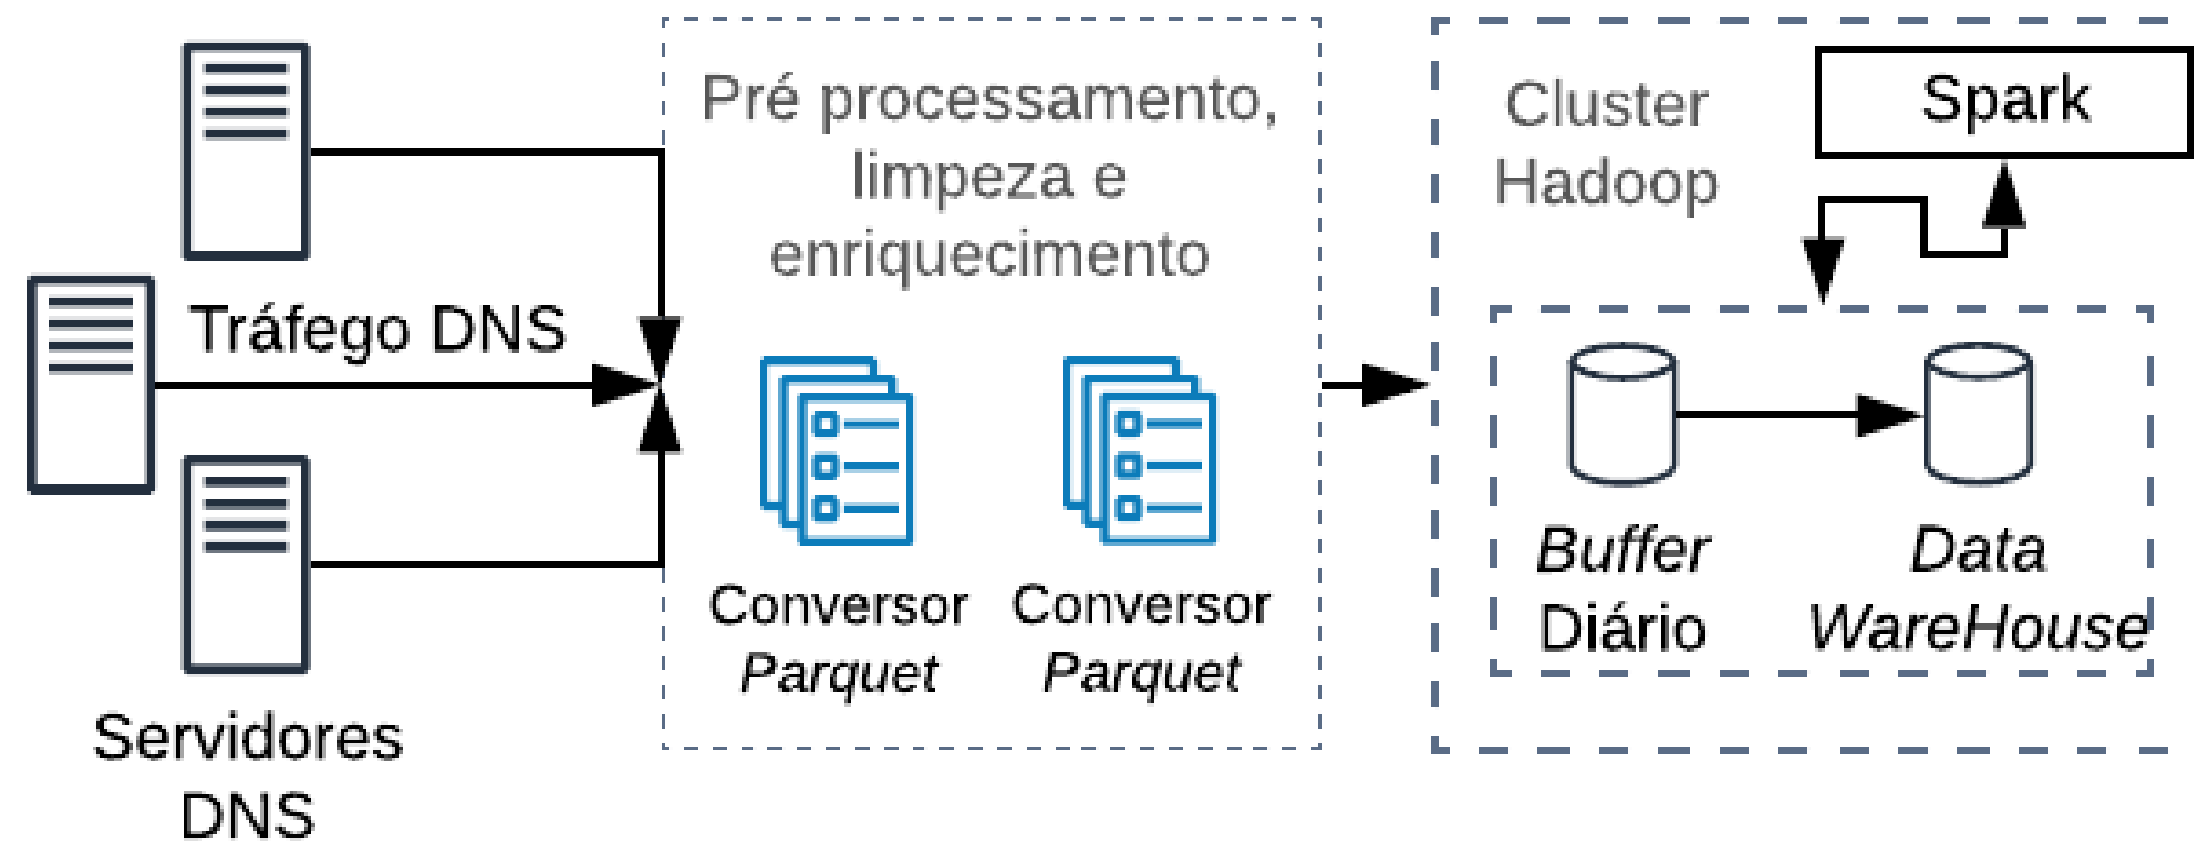 Tráfego DNS
Servidores
DNS
Pré processamento,
limpeza e
enriquecimento
Conversor
Parquet
Conversor
Parquet
Cluster
Hadoop
Spark
Buffer
Diário
Data
WareHouse